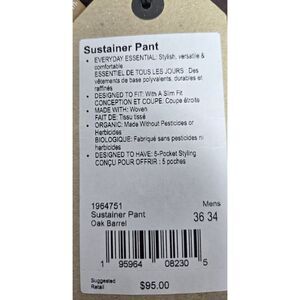 Sustainer Pant
• EVERYDAY ESSENTIAL: Stylish, versatile &
comfortable
ESSENTIEL DE TOUS LES JOURS : Des
vêtements de base polyvalents, durables et
raffinés
• DESIGNED TO FIT: With A Slim Fit
CONCEPTION ET COUPE: Coupe étroite
• MADE WITH: Woven
FAIT DE: Tissu tissé
• ORGANIC: Made Without Pesticides or
Herbicides
BIOLOGIQUE: Fabriqué sans pesticides ni
herbicides
• DESIGNED TO HAVE: 5-Pocket Styling
CONÇU POUR OFFRIR : 5 poches
1964751
Mens
Sustainer Pant
36 34
Oak Barrel
1 95964 08230 5
Suggested
Retail
$95.00